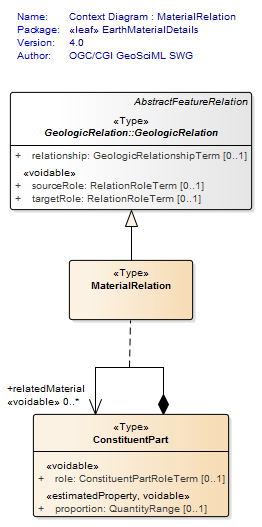 Name: Context Diagram : MaterialRelation
Package: «leaf» EarthMaterialDetails
Version: 4.0
Author: OGC/CGI GeoSciML SWG
AbstractFeatureRelation
«Type»
GeologicRelation::GeologicRelation
+ relationship: GeologicRelationshipTerm [0..1]
«voidable»
+ sourceRole: RelationRoleTerm [0..1]
+ targetRole: RelationRoleTerm [0..1]
«Type»
MaterialRelation
+relatedMaterial
«voidable» 0..*
«Type»
ConstituentPart
«voidable»
+ role: ConstituentPartRoleTerm [0..1]
«estimatedProperty, voidable»
+ proportion: QuantityRange [0..1]